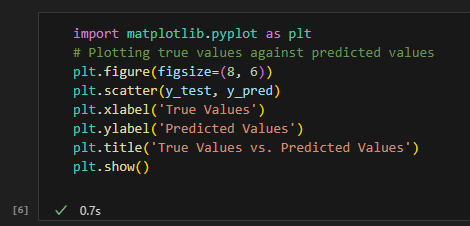 import matplotlib.pyplot as plt
# Plotting true values against predicted values
plt.figure(figsize=(8, 6))
plt.scatter(y_test, y_pred)
plt.xlabel('True Values')
plt.ylabel('Predicted Values')
plt.title('True Values vs. Predicted Values')
plt.show()
[6] ✓ 0.7s